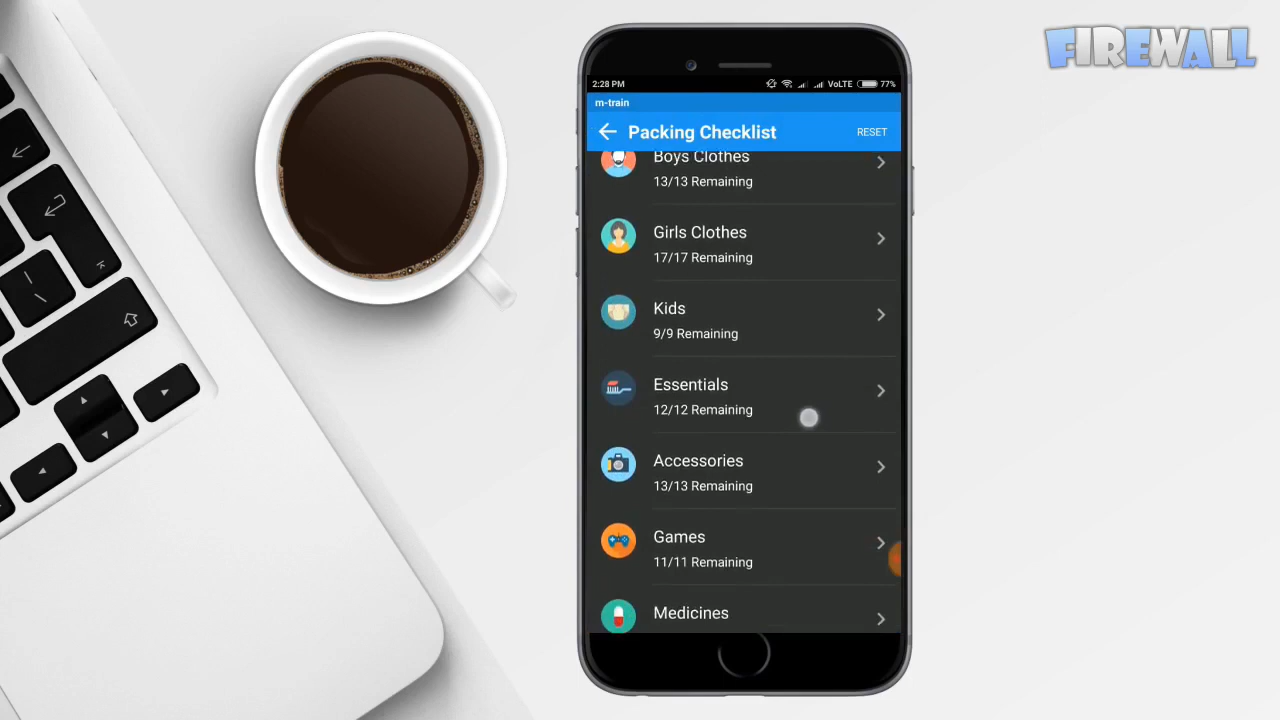 FIREWALL
2:28 PM VoLTE 77%
m-train
Packing Checklist RESET
Boys Clothes
13/13 Remaining
Girls Clothes
17/17 Remaining
Kids
9/9 Remaining
Essentials
12/12 Remaining
Accessories
13/13 Remaining
Games
11/11 Remaining
Medicines